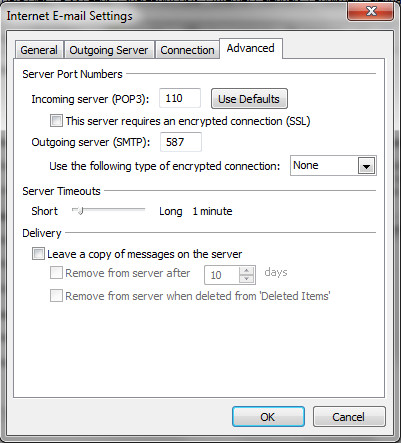 Internet E-mail Settings
General Outgoing Server Connection Advanced
Server Port Numbers
Incoming server (POP3): 110 Use Defaults
This server requires an encrypted connection (SSL)
Outgoing server (SMTP): 587
Use the following type of encrypted connection: None
Server Timeouts
Short Long 1 minute
Delivery
Leave a copy of messages on the server
Remove from server after 10 days
Remove from server when deleted from 'Deleted Items'
OK Cancel